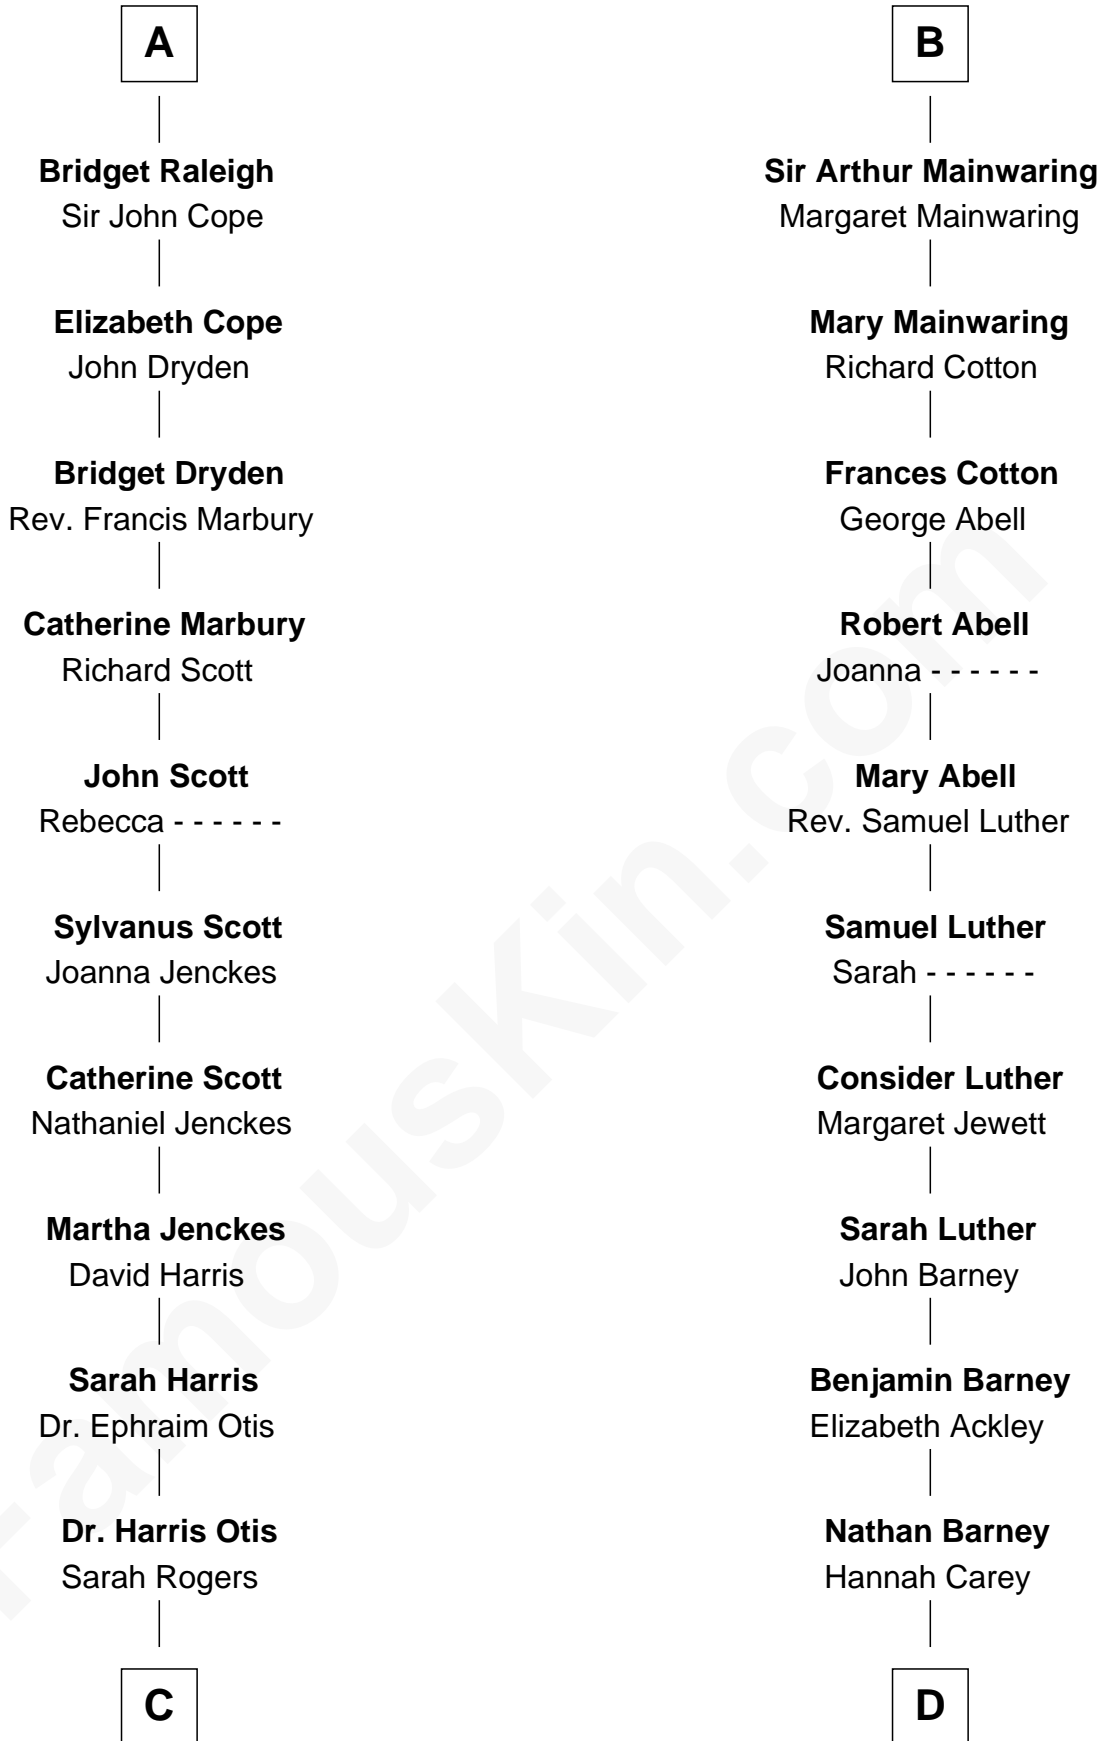 A
Bridget Raleigh
Sir John Cope
Elizabeth Cope
John Dryden
Bridget Dryden
Rev. Francis Marbury
Catherine Marbury
Richard Scott
John Scott
Rebecca - - - - - -
Sylvanus Scott
Joanna Jenckes
Catherine Scott
Nathaniel Jenckes
Martha Jenckes
David Harris
Sarah Harris
Dr. Ephraim Otis
Dr. Harris Otis
Sarah Rogers
C
B
Sir Arthur Mainwaring
Margaret Mainwaring
Mary Mainwaring
Richard Cotton
Frances Cotton
George Abell
Robert Abell
Joanna - - - - - -
Mary Abell
Rev. Samuel Luther
Samuel Luther
Sarah - - - - - -
Consider Luther
Margaret Jewett
Sarah Luther
John Barney
Benjamin Barney
Elizabeth Ackley
Nathan Barney
Hannah Carey
D
FamousKin.com